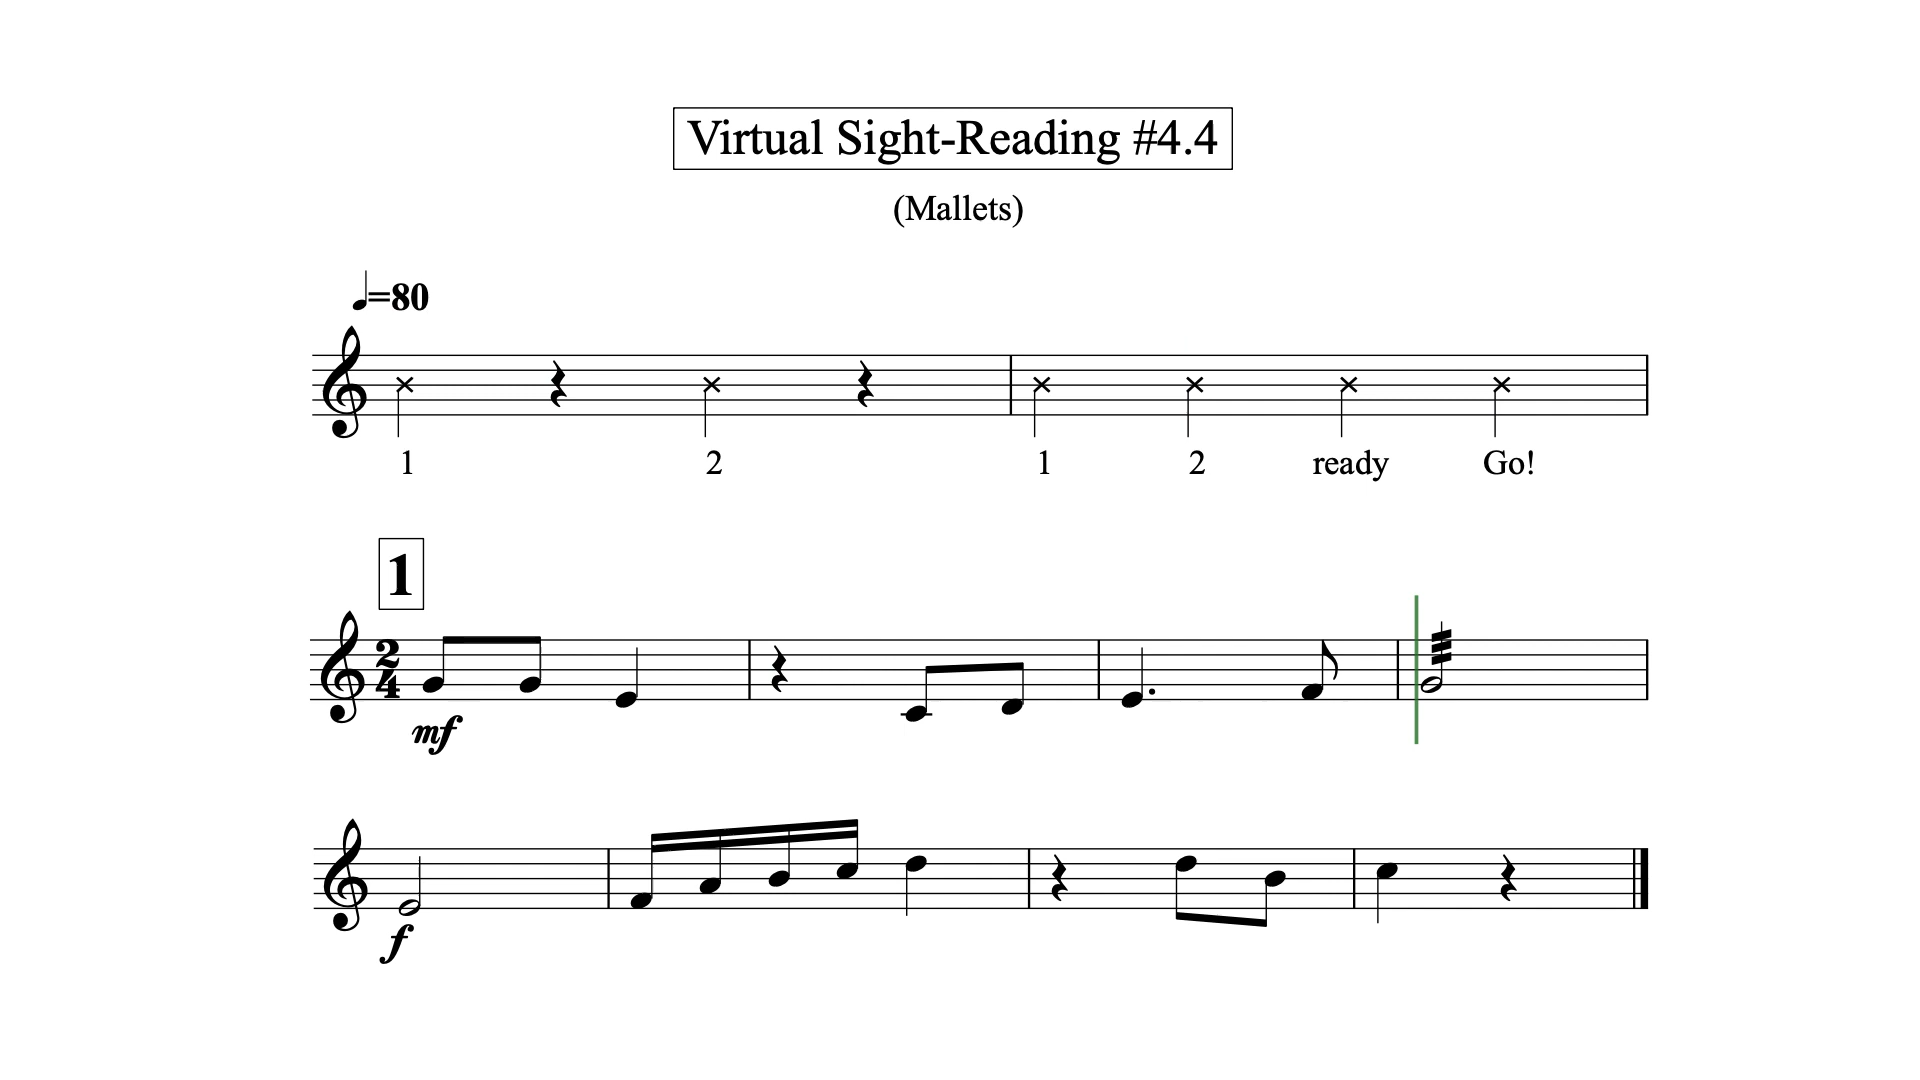 Virtual Sight-Reading #4.4
(Mallets)
♩=80
1 2 1 2 ready Go!
1
2
4
mf
f